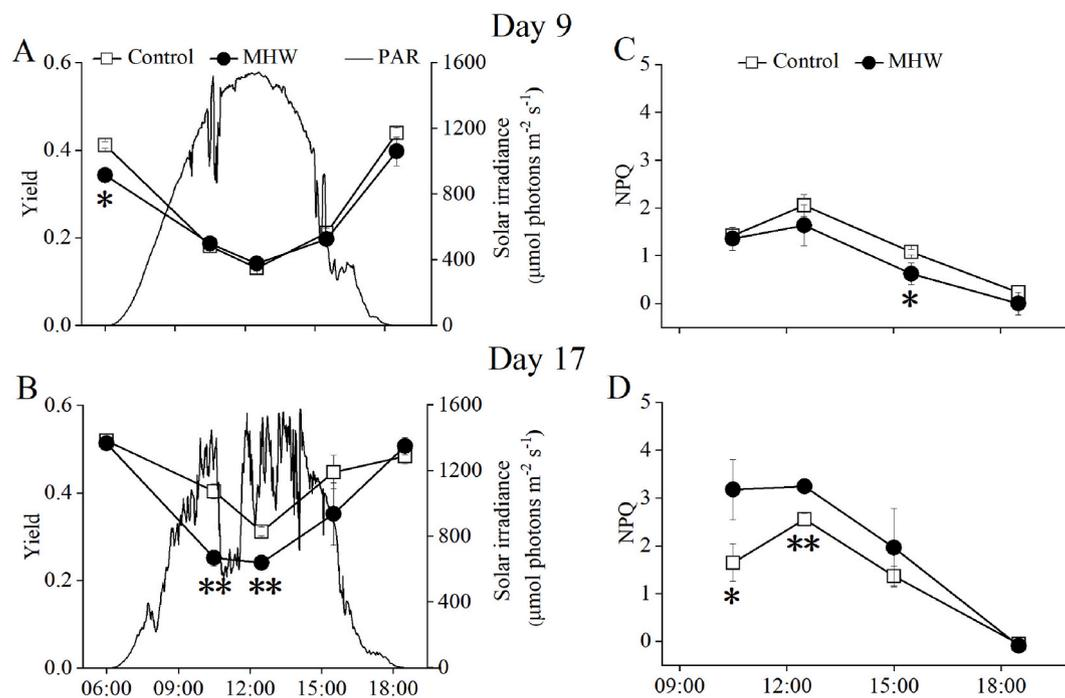 Day 9
A
Control
MHW
PAR
0.6
0.4
0.2
0.0
Yield
1600
1200
800
400
0
Solar irradiance
(μmol photons m⁻² s⁻¹)
*
C
Control
MHW
5
4
3
2
1
0
NPQ
*
Day 17
B
0.6
0.4
0.2
0.0
Yield
1600
1200
800
400
0
Solar irradiance
(μmol photons m⁻² s⁻¹)
** **
06:00 09:00 12:00 15:00 18:00
D
5
4
3
2
1
0
NPQ
**
*
09:00 12:00 15:00 18:00